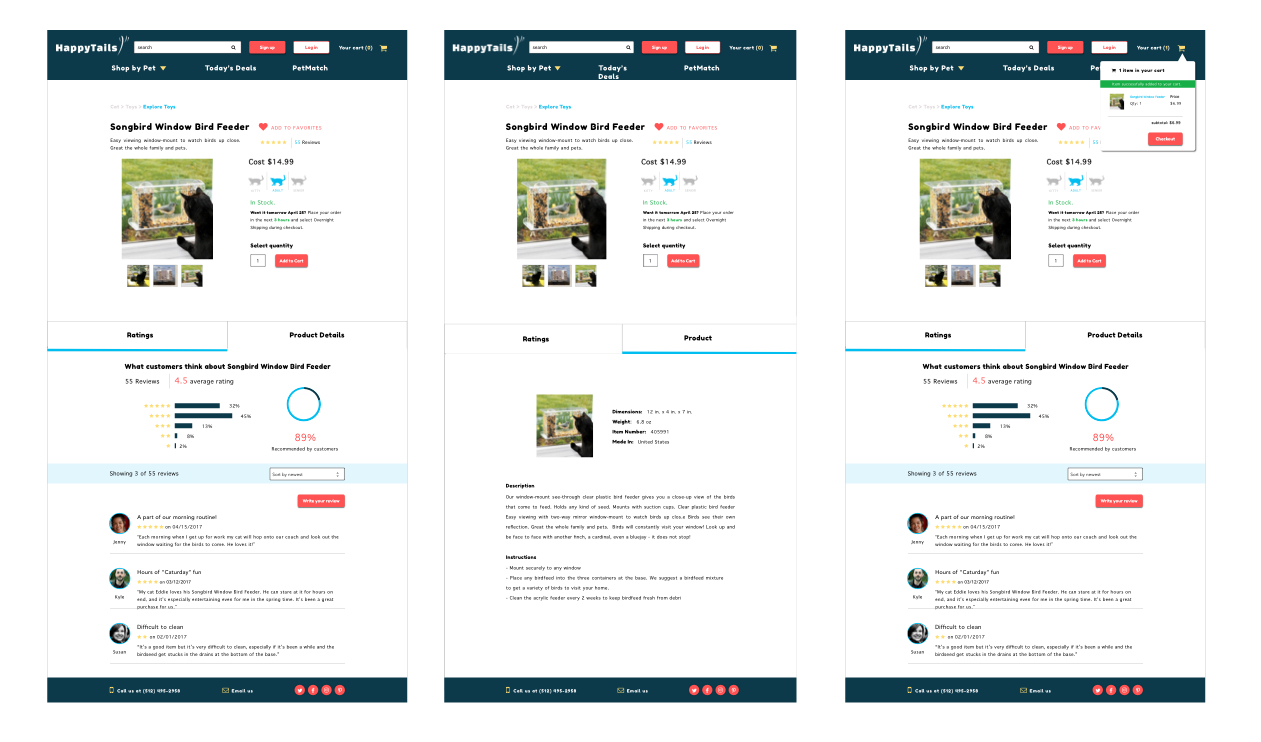 HappyTails
search
Sign up
Log in
Your cart (0)
Shop by Pet
Today's Deals
PetMatch
Cat > Toys > Explore Toys
Songbird Window Bird Feeder
ADD TO FAVORITES
Easy viewing window-mount to watch birds up close.
Great the whole family and pets.
55 Reviews
Cost $14.99
ADULT
In Stock.
Want it tomorrow April 28? Place your order
in the next 5 hours and select Overnight
Shipping during checkout.
Select quantity
1
Add to Cart
Ratings
Product Details
What customers think about Songbird Window Bird Feeder
55 Reviews
4.5 average rating
32%
45%
13%
8%
2%
89%
Recommended by customers
Showing 3 of 55 reviews
Sort by newest
Write your review
A part of our morning routine!
on 04/15/2017
"Each morning when I get up for work my cat will hop onto our couch and look out the
window waiting for the birds to come. He loves it!"
Jenny
Hours of "Caturday" fun
on 03/12/2017
"My cat Eddie loves his Songbird Window Bird Feeder. He can stare at it for hours on
end, and it's especially entertaining even for me in the spring time. It's been a great
purchase for us."
Kyle
Difficult to clean
on 02/01/2017
"It's a good item but it's very difficult to clean, especially if it's been a while and the
birdseed get stucks in the drains at the bottom of the base."
Susan
Call us at (512) 495-2958
Email us
HappyTails
search
Sign up
Log in
Your cart (0)
Shop by Pet
Today's
Deals
PetMatch
Cat > Toys > Explore Toys
Songbird Window Bird Feeder
ADD TO FAVORITES
Easy viewing window-mount to watch birds up close.
Great the whole family and pets.
55 Reviews
Cost $14.99
ADULT
In Stock.
Want it tomorrow April 28? Place your order
in the next 5 hours and select Overnight
Shipping during checkout.
Select quantity
1
Add to Cart
Ratings
Product
Dimensions: 12 in. x 4 in. x 7 in.
Weight: 6.8 oz
Item Number: 405991
Made In: United States
Description
Our window-mount see-through clear plastic bird feeder gives you a close-up view of the birds
that come to feed. Holds any kind of seed. Mounts with suction cups. Clear plastic bird feeder
Easy viewing with two-way mirror window-mount to watch birds up clos.e Birds see their own
reflection. Great the whole family and pets. Birds will constantly visit your window! Look up and
be face to face with another finch, a cardinal, even a bluejay - it does not stop!
Instructions
- Mount securely to any window
- Place any birdfeed into the three containers at the base. We suggest a birdfeed mixture
to get a variety of birds to visit your home.
- Clean the acrylic feeder every 2 weeks to keep birdfeed fresh from debri
Call us at (512) 495-2958
Email us
HappyTails
search
Sign up
Log in
Your cart (1)
Shop by Pet
Today's Deals
1 item in your cart
Item successfully added to your cart
Songbird Window Feeder
Price
Qty: 1
$6.99
subtotal: $6.99
Checkout
Cat > Toys > Explore Toys
Songbird Window Bird Feeder
ADD TO FAV
Easy viewing window-mount to watch birds up close.
Great the whole family and pets.
55
Cost $14.99
ADULT
In Stock.
Want it tomorrow April 28? Place your order
in the next 5 hours and select Overnight
Shipping during checkout.
Select quantity
1
Add to Cart
Ratings
Product Details
What customers think about Songbird Window Bird Feeder
55 Reviews
4.5 average rating
32%
45%
13%
8%
2%
89%
Recommended by customers
Showing 3 of 55 reviews
Sort by newest
Write your review
A part of our morning routine!
on 04/15/2017
"Each morning when I get up for work my cat will hop onto our couch and look out the
window waiting for the birds to come. He loves it!"
Jenny
Hours of "Caturday" fun
on 03/12/2017
"My cat Eddie loves his Songbird Window Bird Feeder. He can stare at it for hours on
end, and it's especially entertaining even for me in the spring time. It's been a great
purchase for us."
Kyle
Difficult to clean
on 02/01/2017
"It's a good item but it's very difficult to clean, especially if it's been a while and the
birdseed get stucks in the drains at the bottom of the base."
Susan
Call us at (512) 495-2958
Email us